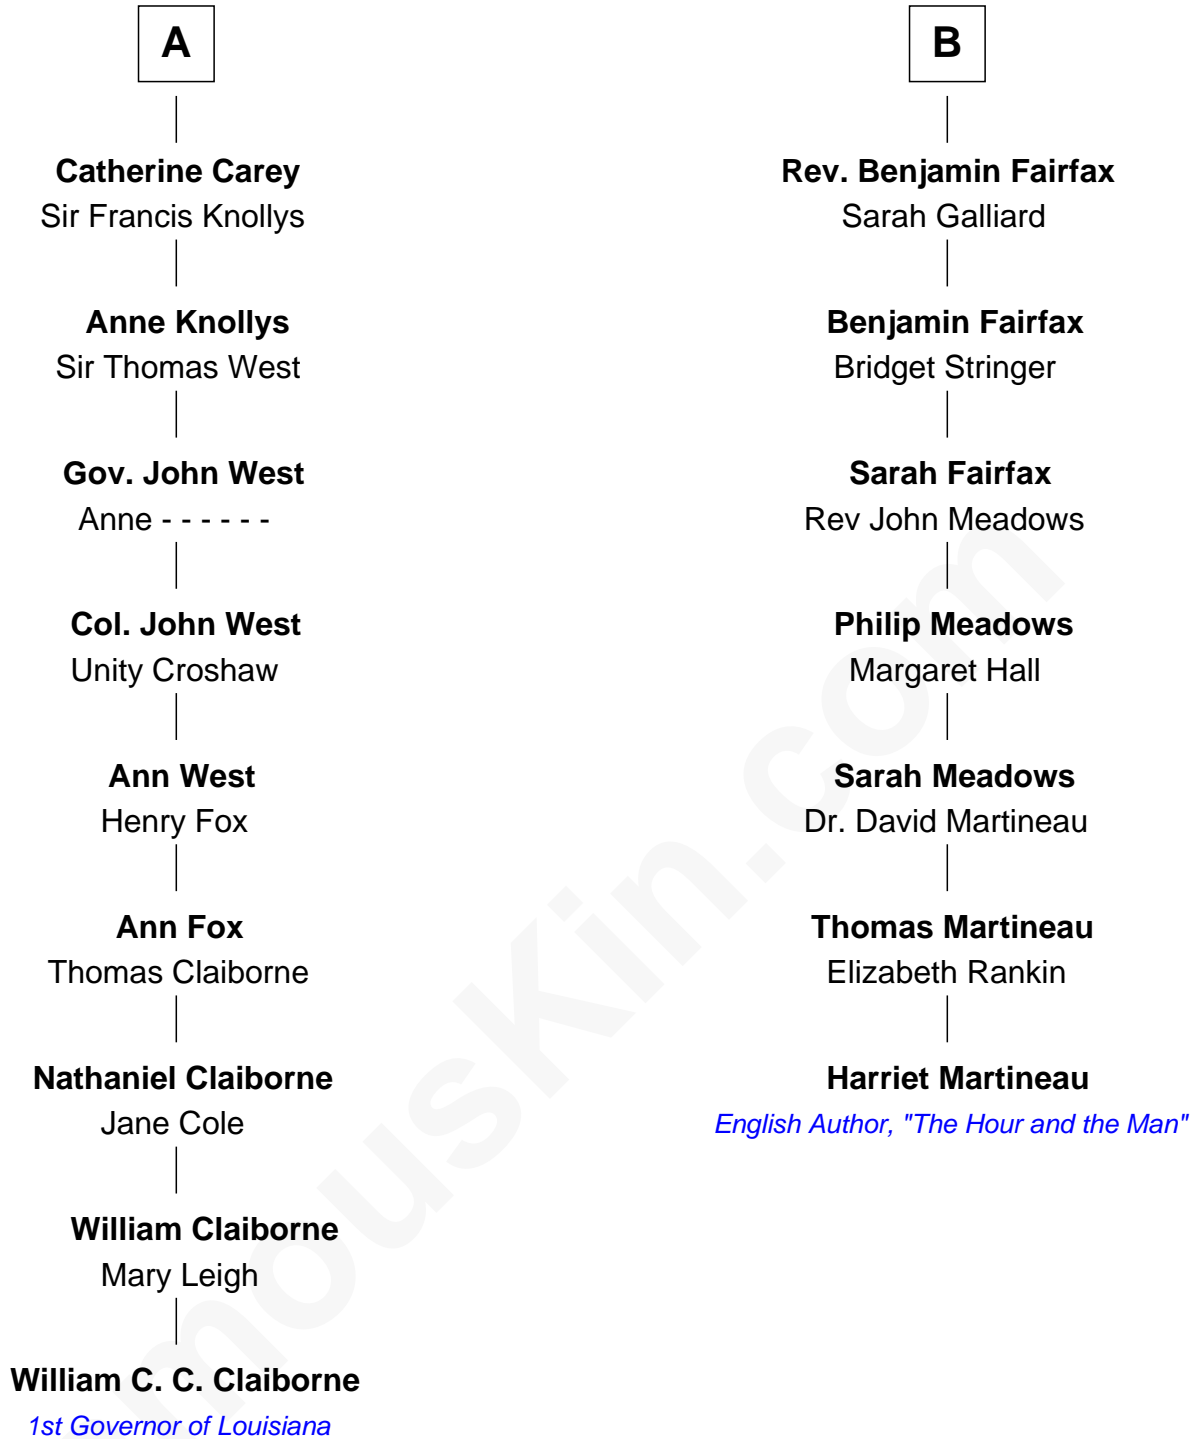 A
Catherine Carey
Sir Francis Knollys
Anne Knollys
Sir Thomas West
Gov. John West
Anne - - - - - -
Col. John West
Unity Croshaw
Ann West
Henry Fox
Ann Fox
Thomas Claiborne
Nathaniel Claiborne
Jane Cole
William Claiborne
Mary Leigh
William C. C. Claiborne
1st Governor of Louisiana
B
Rev. Benjamin Fairfax
Sarah Galliard
Benjamin Fairfax
Bridget Stringer
Sarah Fairfax
Rev John Meadows
Philip Meadows
Margaret Hall
Sarah Meadows
Dr. David Martineau
Thomas Martineau
Elizabeth Rankin
Harriet Martineau
English Author, "The Hour and the Man"
mousKin.com